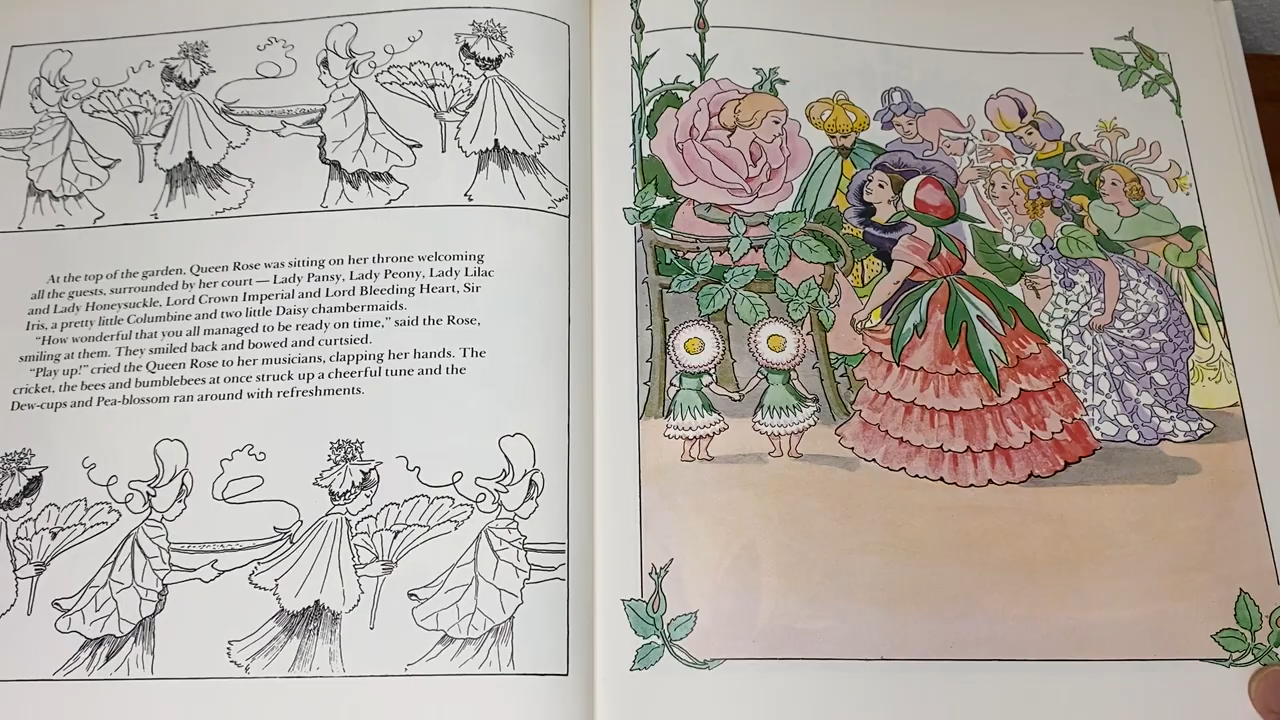 At the top of the garden, Queen Rose was sitting on her throne welcoming
all the guests, surrounded by her court — Lady Pansy, Lady Peony, Lady Lilac
and Lady Honeysuckle, Lord Crown Imperial and Lord Bleeding Heart, Sir
Iris, a pretty little Columbine and two little Daisy chambermaids.
“How wonderful that you all managed to be ready on time,” said the Rose,
smiling at them. They smiled back and bowed and curtsied.
“Play up!” cried the Queen Rose to her musicians, clapping her hands. The
cricket, the bees and bumblebees at once struck up a cheerful tune and the
Dew-cups and Pea-blossom ran around with refreshments.